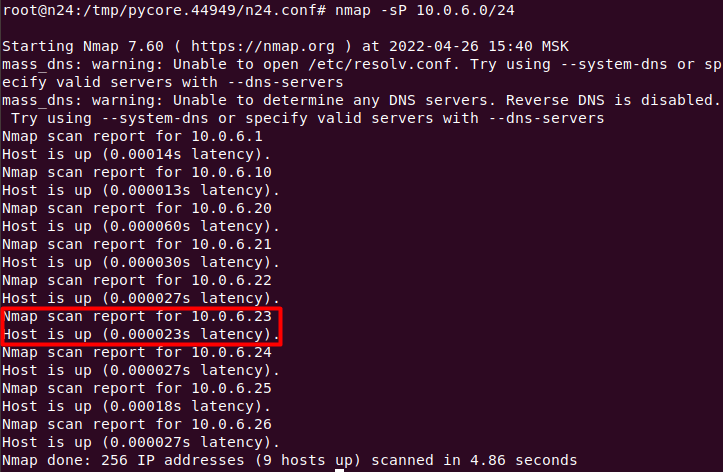 root@n24:/tmp/pycore.44949/n24.conf# nmap -sP 10.0.6.0/24
Starting Nmap 7.60 ( https://nmap.org ) at 2022-04-26 15:40 MSK
mass_dns: warning: Unable to open /etc/resolv.conf. Try using --system-dns or sp
ecify valid servers with --dns-servers
mass_dns: warning: Unable to determine any DNS servers. Reverse DNS is disabled.
 Try using --system-dns or specify valid servers with --dns-servers
Nmap scan report for 10.0.6.1
Host is up (0.00014s latency).
Nmap scan report for 10.0.6.10
Host is up (0.000013s latency).
Nmap scan report for 10.0.6.20
Host is up (0.000060s latency).
Nmap scan report for 10.0.6.21
Host is up (0.000030s latency).
Nmap scan report for 10.0.6.22
Host is up (0.000027s latency).
Nmap scan report for 10.0.6.23
Host is up (0.000023s latency).
Nmap scan report for 10.0.6.24
Host is up (0.000027s latency).
Nmap scan report for 10.0.6.25
Host is up (0.00018s latency).
Nmap scan report for 10.0.6.26
Host is up (0.000027s latency).
Nmap done: 256 IP addresses (9 hosts up) scanned in 4.86 seconds